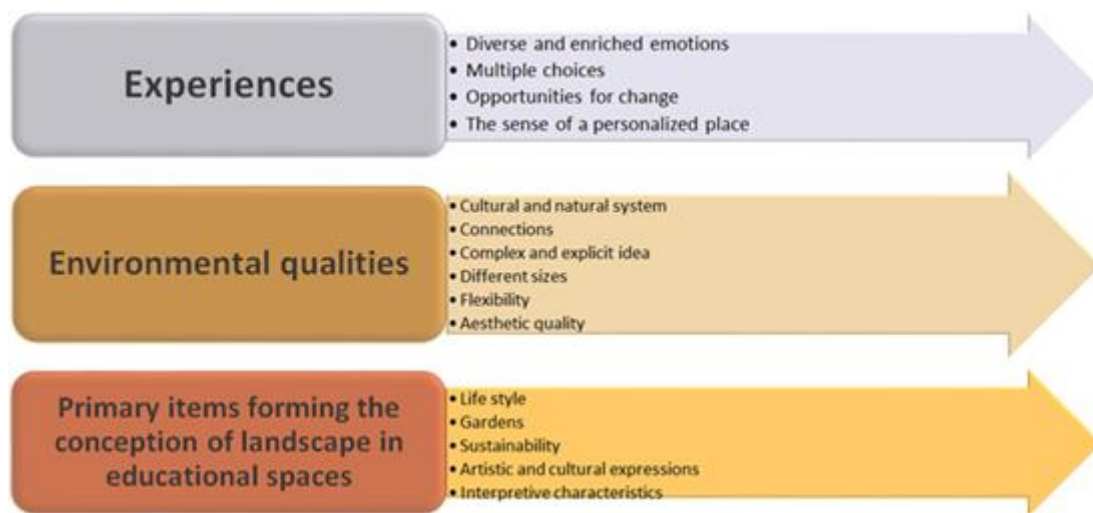 Experiences
• Diverse and enriched emotions
• Multiple choices
• Opportunities for change
• The sense of a personalized place
Environmental qualities
• Cultural and natural system
• Connections
• Complex and explicit idea
• Different sizes
• Flexibility
• Aesthetic quality
Primary items forming the
conception of landscape in
educational spaces
• Life style
• Gardens
• Sustainability
• Artistic and cultural expressions
• Interpretive characteristics